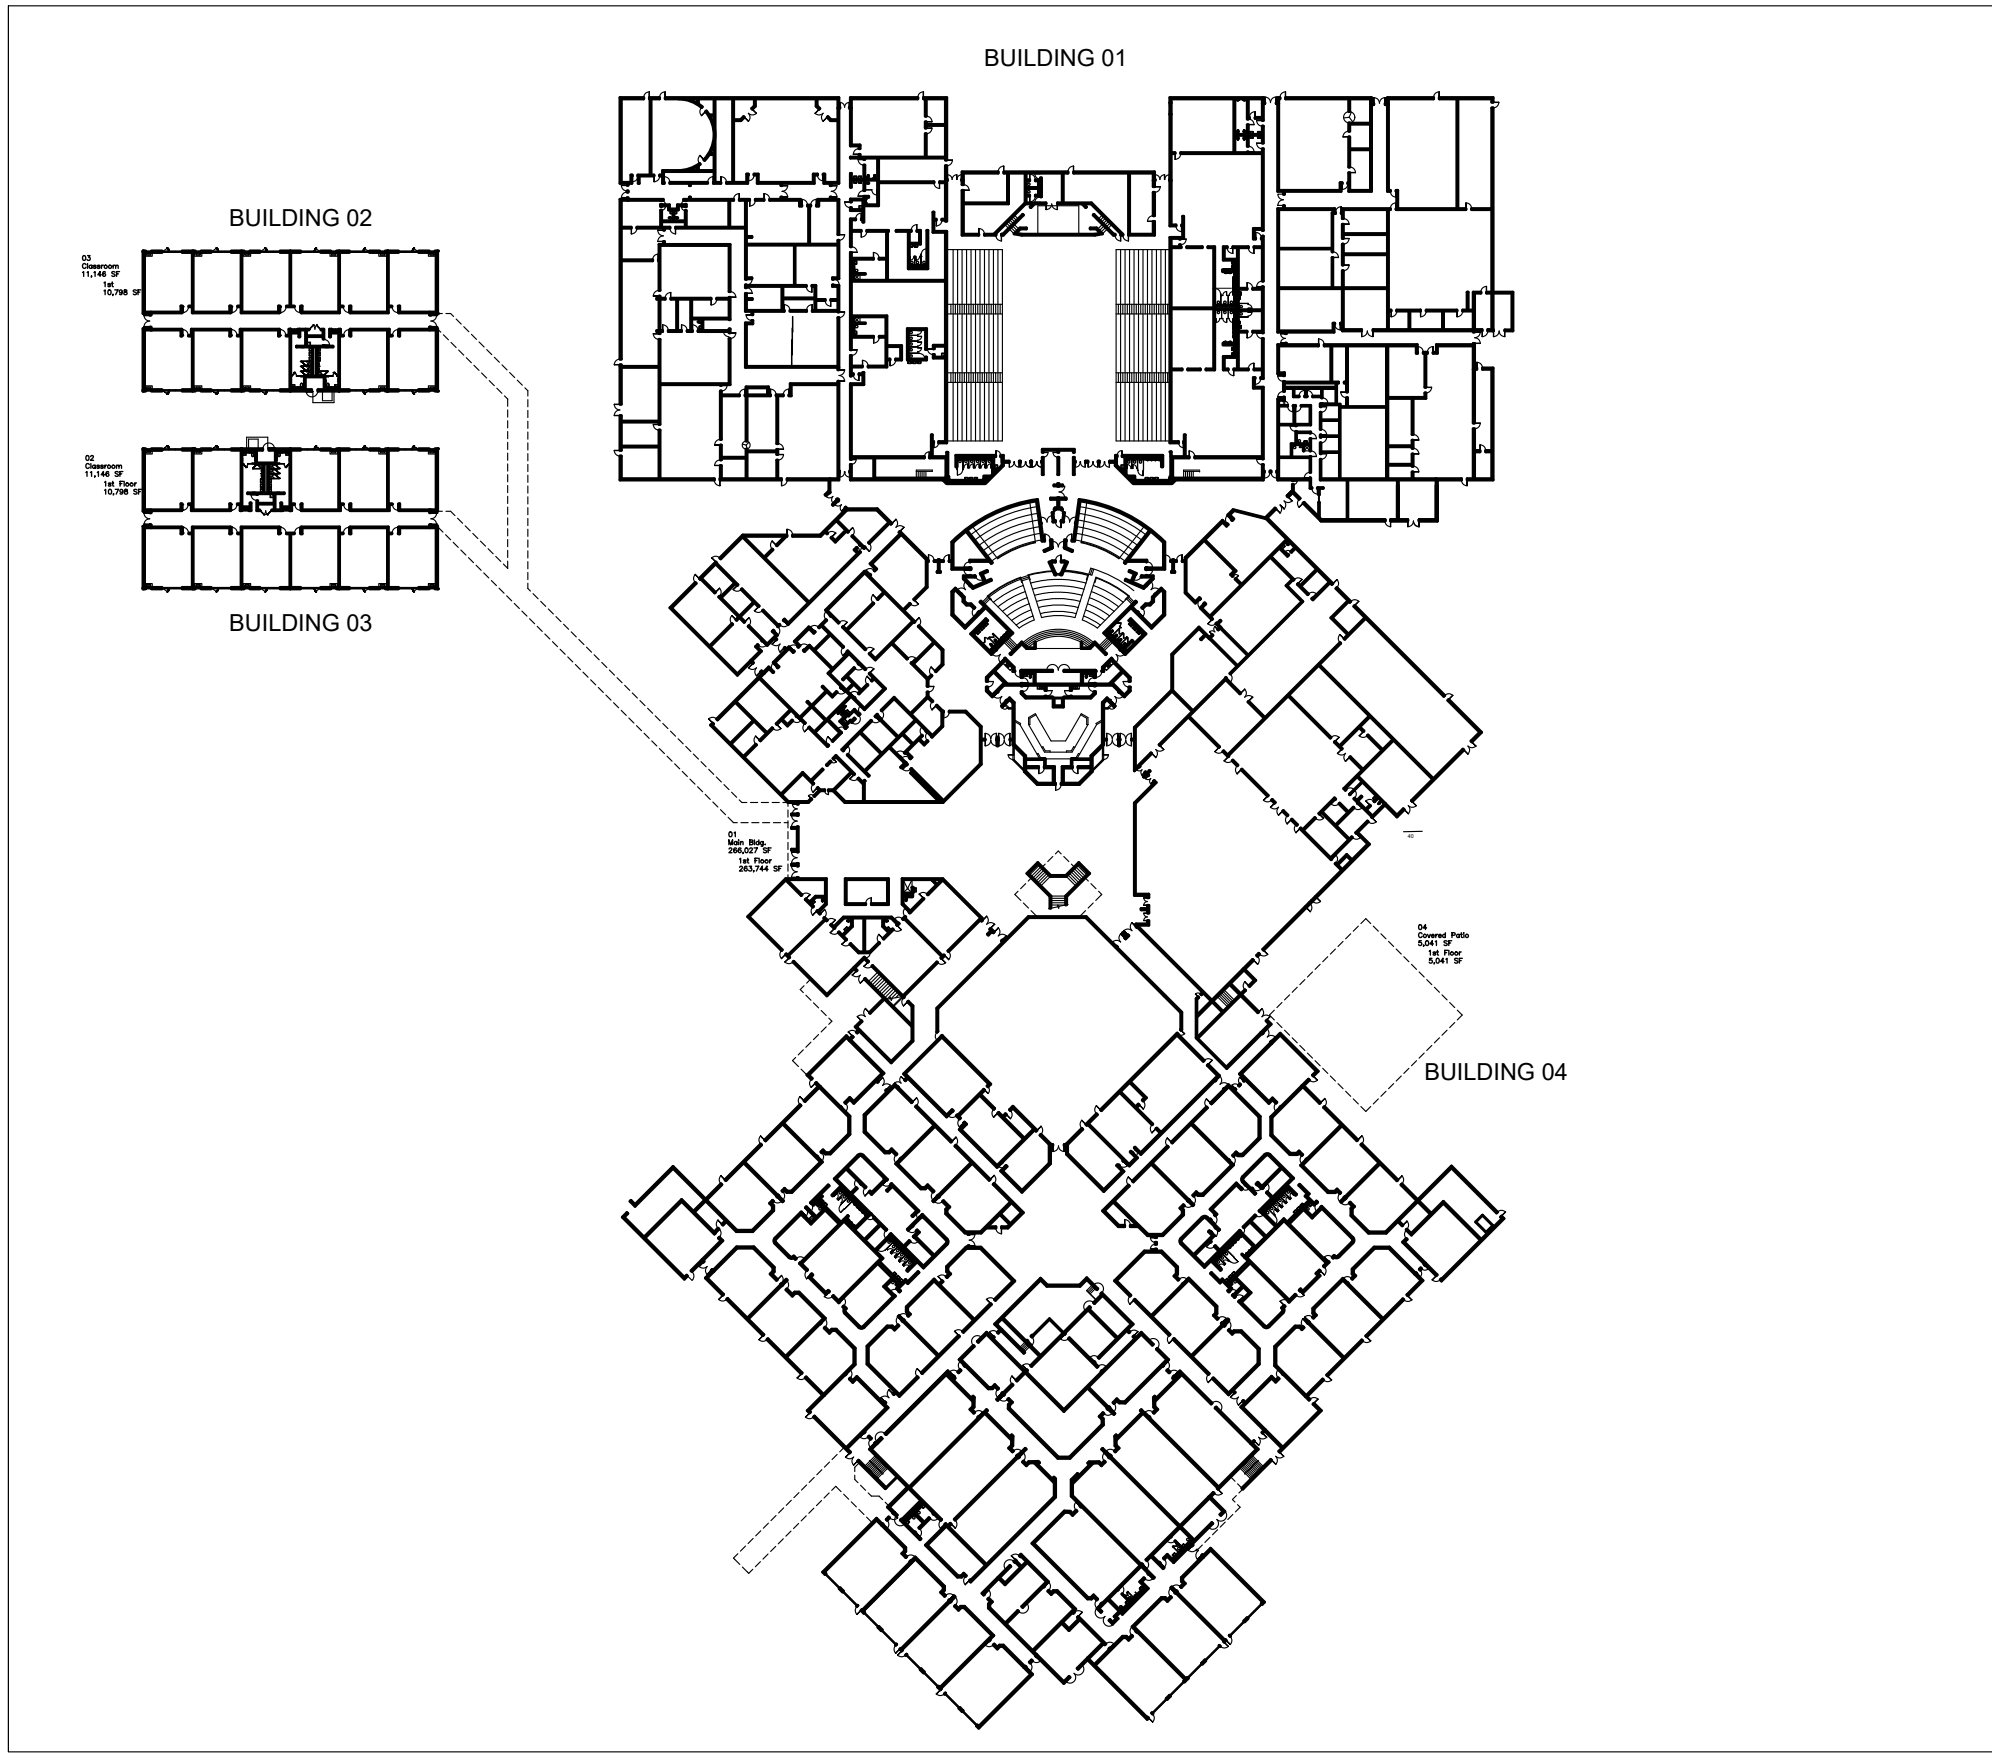 BUILDING 01
BUILDING 02
03
Classroom
11,146 SF
1st
10,798 SF
02
Classroom
11,146 SF
1st Floor
10,798 SF
BUILDING 03
01
Main Bldg.
266,027 SF
1st Floor
263,744 SF
40
04
Covered Patio
5,041 SF
1st Floor
5,041 SF
BUILDING 04